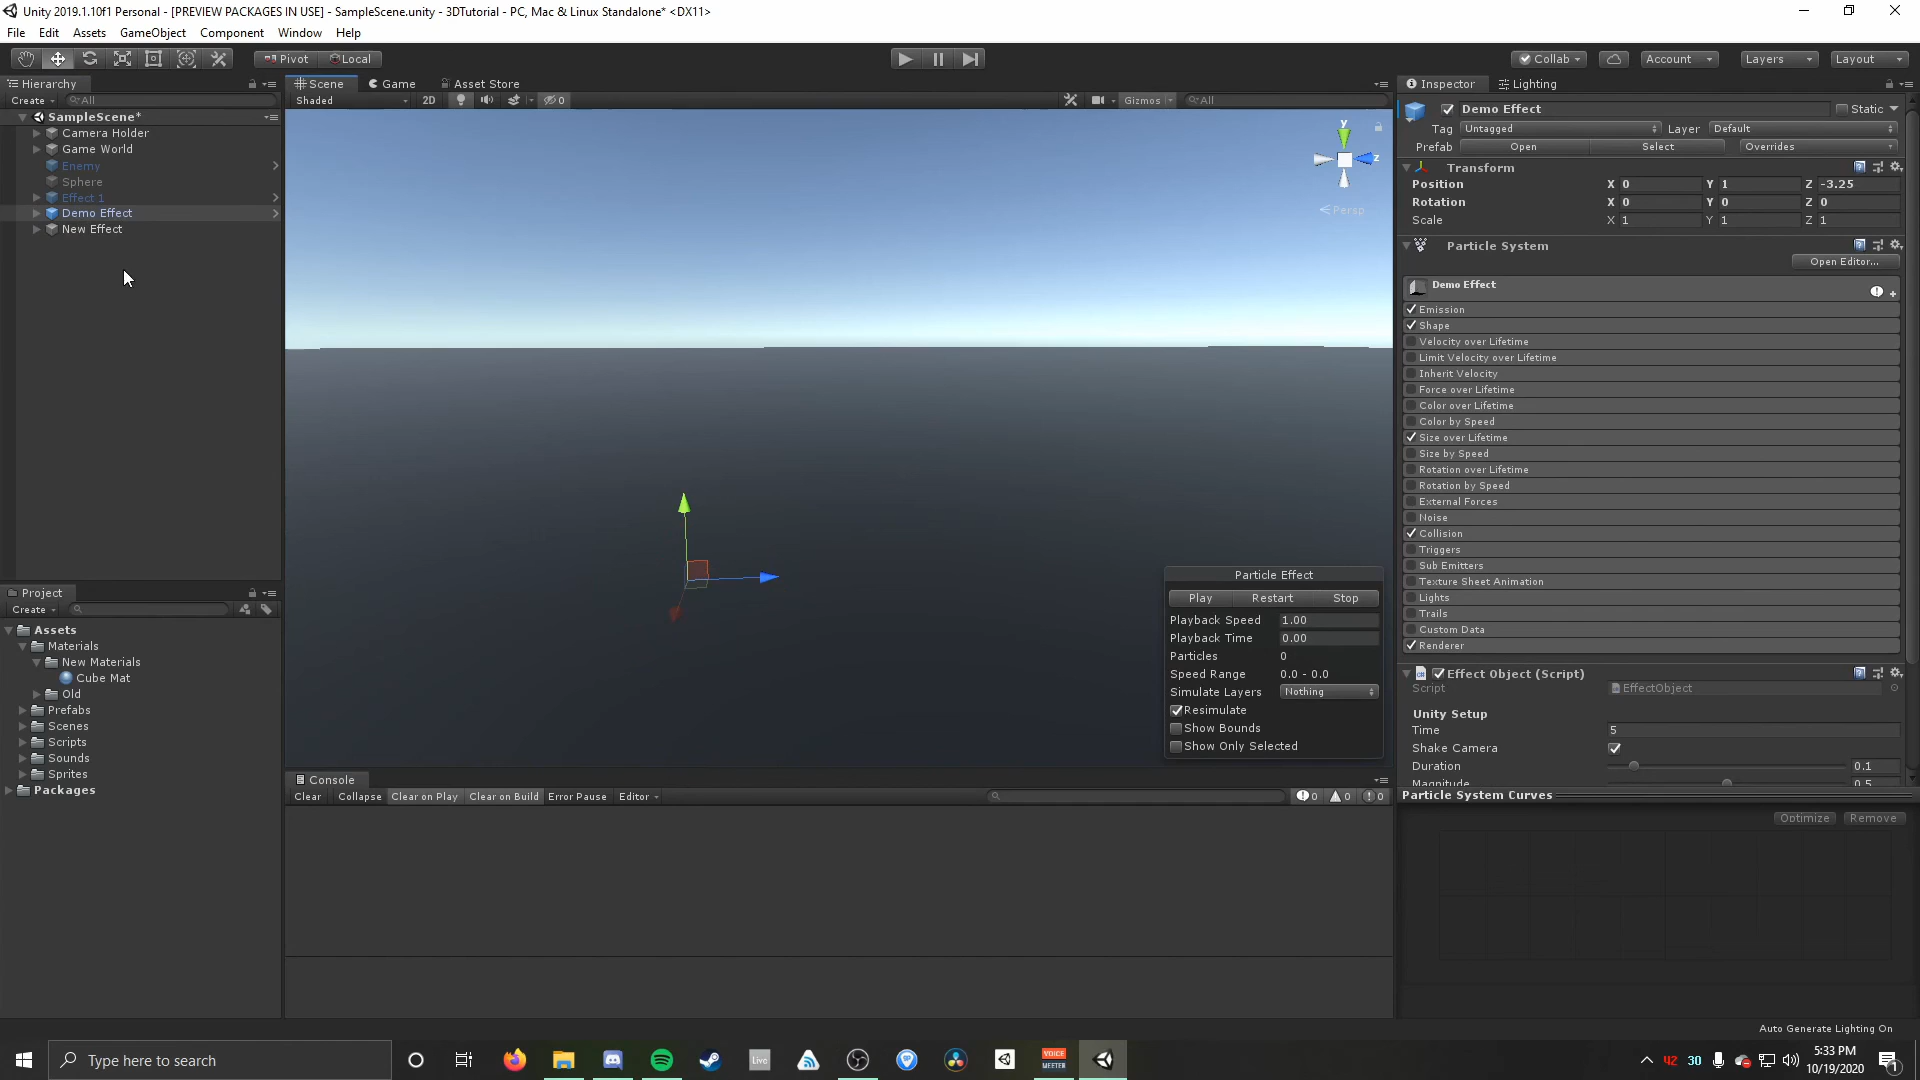 Unity 2019.1.10f1 Personal - [PREVIEW PACKAGES IN USE] - SampleScene.unity - 3DTutorial - PC, Mac & Linux Standalone* <DX11>
File Edit Assets GameObject Component Window Help
Pivot Local Collab Account Layers Layout
Hierarchy
Create All
SampleScene*
Camera Holder
Game World
Enemy
Sphere
Effect 1
Demo Effect
New Effect
Scene Game Asset Store
Shaded 2D 0 Gizmos All
y
z
Persp
Particle Effect
Play Restart Stop
Playback Speed 1.00
Playback Time 0.00
Particles 0
Speed Range 0.0 - 0.0
Simulate Layers Nothing
Resimulate
Show Bounds
Show Only Selected
Project
Create
Assets
Materials
New Materials
Cube Mat
Old
Prefabs
Scenes
Scripts
Sounds
Sprites
Packages
Console
Clear Collapse Clear on Play Clear on Build Error Pause Editor 0 0 0
Inspector Lighting
Demo Effect Static
Tag Untagged Layer Default
Prefab Open Select Overrides
Transform
Position X 0 Y 1 Z -3.25
Rotation X 0 Y 0 Z 0
Scale X 1 Y 1 Z 1
Particle System
Open Editor...
Demo Effect
Emission
Shape
Velocity over Lifetime
Limit Velocity over Lifetime
Inherit Velocity
Force over Lifetime
Color over Lifetime
Color by Speed
Size over Lifetime
Size by Speed
Rotation over Lifetime
Rotation by Speed
External Forces
Noise
Collision
Triggers
Sub Emitters
Texture Sheet Animation
Lights
Trails
Custom Data
Renderer
Effect Object (Script)
Script EffectObject
Unity Setup
Time 5
Shake Camera
Duration 0.1
Magnitude 0.5
Particle System Curves
Optimize Remove
Auto Generate Lighting On
Type here to search
Live
VOICE
MEETER
42 30
5:33 PM
10/19/2020
1